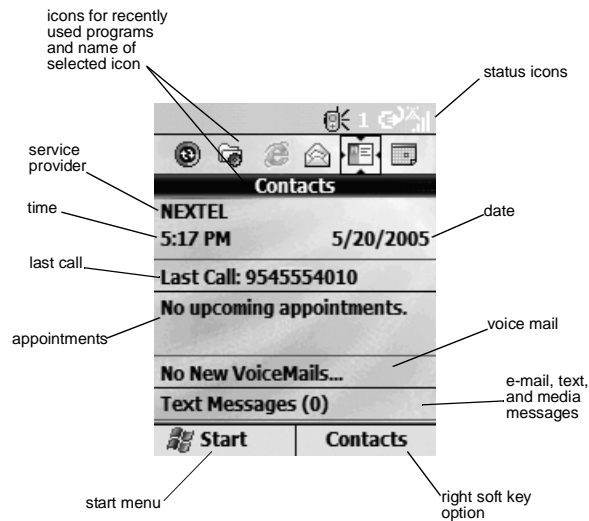 icons for recently
used programs
and name of
selected icon
status icons
1
service
provider
Contacts
NEXTEL
time
5:17 PM
5/20/2005
date
last call
Last Call: 9545554010
No upcoming appointments.
appointments
voice mail
No New VoiceMails...
e-mail, text,
and media
messages
Text Messages (0)
Start
Contacts
start menu
right soft key
option